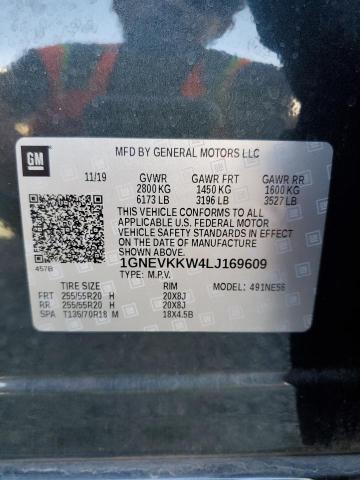 GM
MFD BY GENERAL MOTORS LLC
11/19 GVWR GAWR FRT GAWR RR
2800 KG 1450 KG 1600 KG
6173 LB 3196 LB 3527 LB
THIS VEHICLE CONFORMS TO ALL
APPLICABLE U.S. FEDERAL MOTOR
VEHICLE SAFETY STANDARDS IN
EFFECT ON THE DATE OF
MANUFACTURE SHOWN ABOVE.
1GNEVKKW4LJ169609
457B TYPE: M.P.V.
TIRE SIZE RIM MODEL: 491NE56
FRT 255/55R20 H 20X8J
RR 255/55R20 H 20X8J
SPA T135/70R18 M 18X4.5B